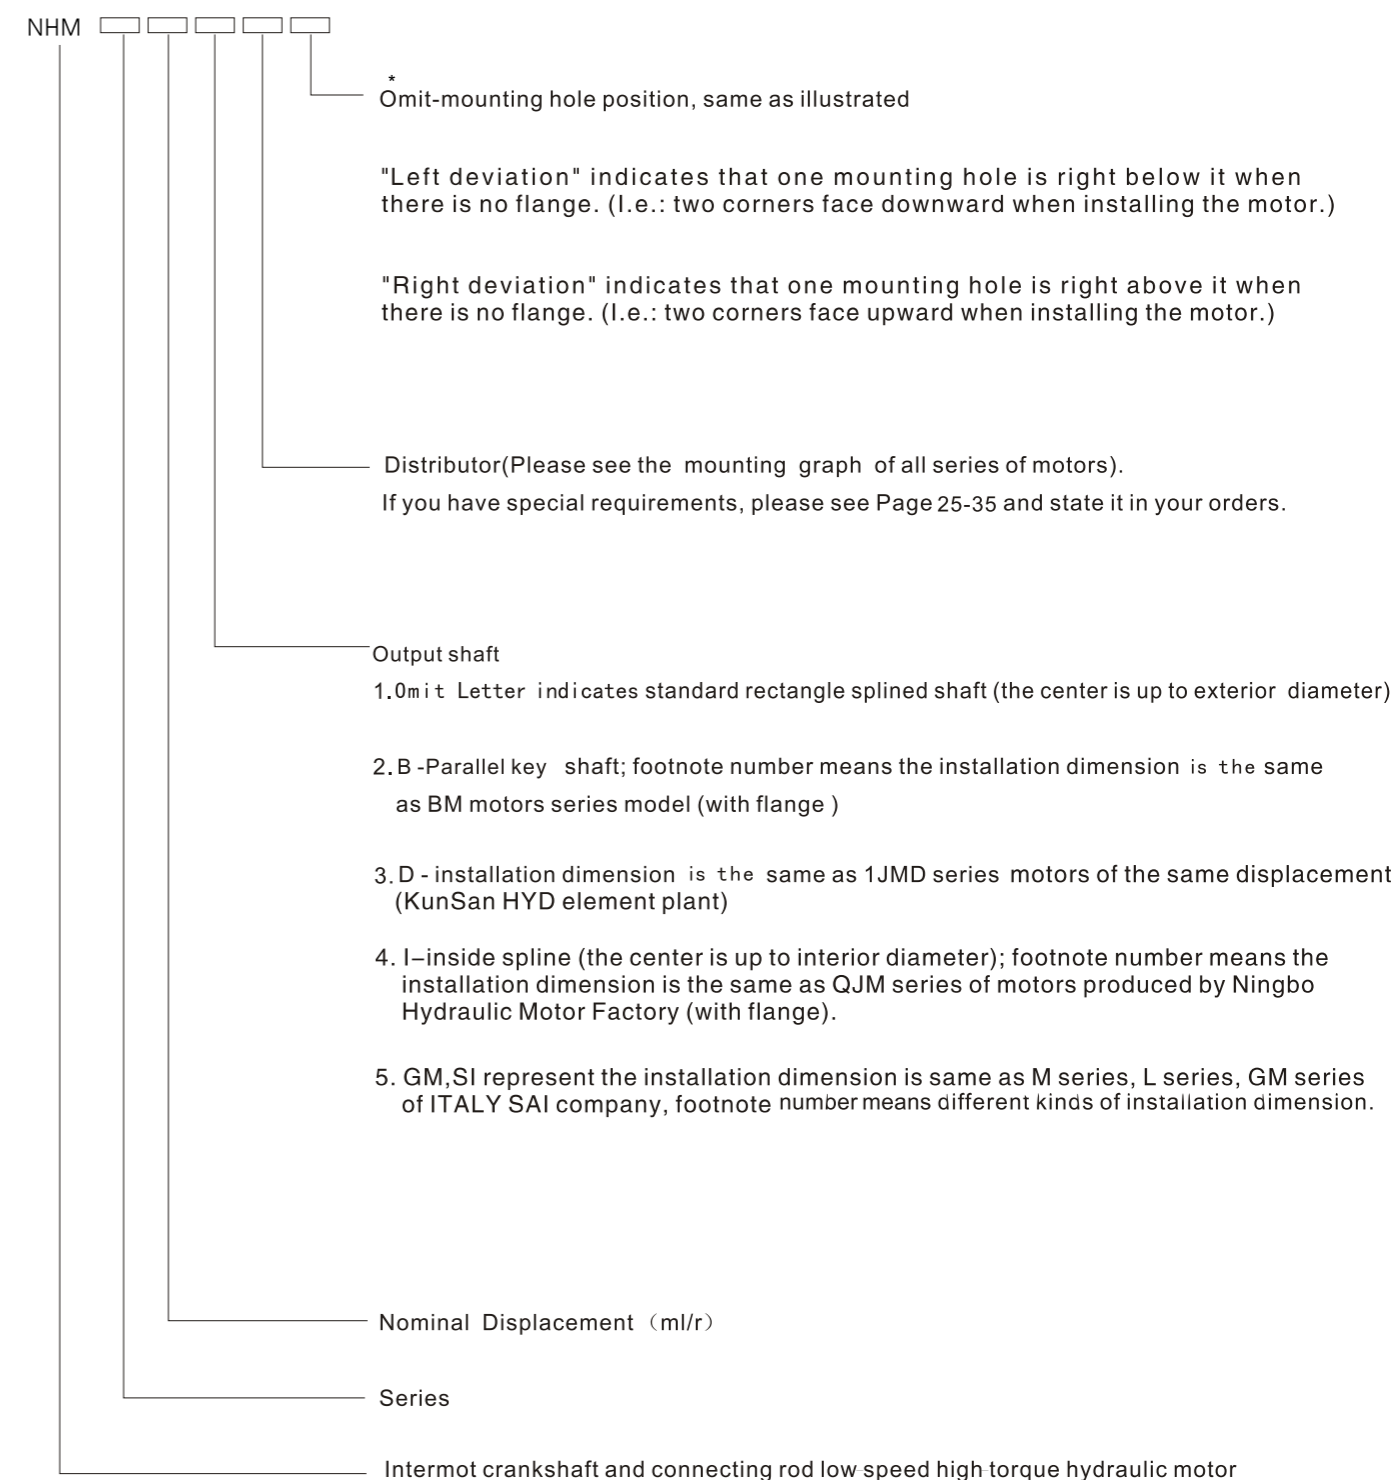 NHM
*
Omit-mounting hole position, same as illustrated
"Left deviation" indicates that one mounting hole is right below it when
there is no flange. (I.e.: two corners face downward when installing the motor.)
"Right deviation" indicates that one mounting hole is right above it when
there is no flange. (I.e.: two corners face upward when installing the motor.)
Distributor(Please see the mounting graph of all series of motors).
If you have special requirements, please see Page 25-35 and state it in your orders.
Output shaft
1.Omit Letter indicates standard rectangle splined shaft (the center is up to exterior diameter)
2.B -Parallel key shaft; footnote number means the installation dimension is the same
as BM motors series model (with flange )
3.D - installation dimension is the same as 1JMD series motors of the same displacement
(KunSan HYD element plant)
4. I–inside spline (the center is up to interior diameter); footnote number means the
installation dimension is the same as QJM series of motors produced by Ningbo
Hydraulic Motor Factory (with flange).
5. GM,SI represent the installation dimension is same as M series, L series, GM series
of ITALY SAI company, footnote number means different kinds of installation dimension.
Nominal Displacement（ml/r）
Series
Intermot crankshaft and connecting rod low speed high torque hydraulic motor